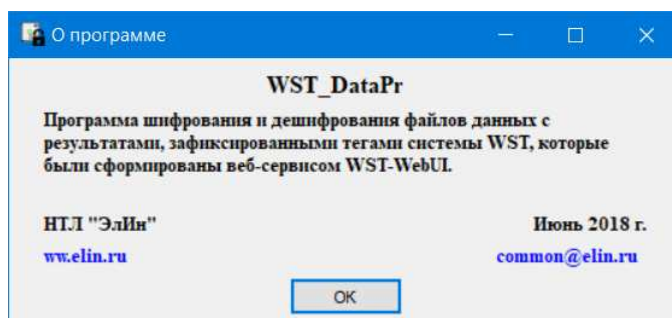 О программе
WST_DataPr
Программа шифрования и дешифрования файлов данных с
результатами, зафиксированными тегами системы WST, которые
были сформированы веб-сервисом WST-WebUI.
НТЛ "ЭлИн" Июнь 2018 г.
ww.elin.ru common@elin.ru
OK